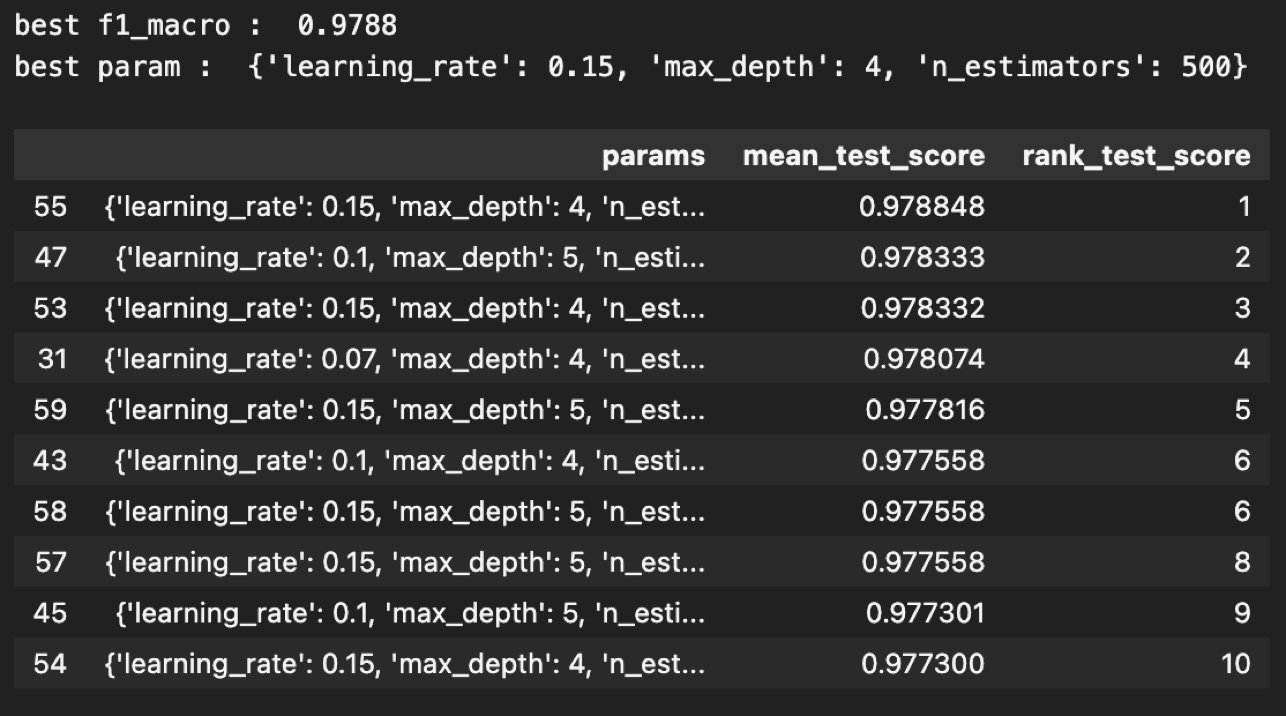 best f1_macro :  0.9788
best param :  {'learning_rate': 0.15, 'max_depth': 4, 'n_estimators': 500}
params mean_test_score rank_test_score
55 {'learning_rate': 0.15, 'max_depth': 4, 'n_est... 0.978848 1
47 {'learning_rate': 0.1, 'max_depth': 5, 'n_esti... 0.978333 2
53 {'learning_rate': 0.15, 'max_depth': 4, 'n_est... 0.978332 3
31 {'learning_rate': 0.07, 'max_depth': 4, 'n_est... 0.978074 4
59 {'learning_rate': 0.15, 'max_depth': 5, 'n_est... 0.977816 5
43 {'learning_rate': 0.1, 'max_depth': 4, 'n_esti... 0.977558 6
58 {'learning_rate': 0.15, 'max_depth': 5, 'n_est... 0.977558 6
57 {'learning_rate': 0.15, 'max_depth': 5, 'n_est... 0.977558 8
45 {'learning_rate': 0.1, 'max_depth': 5, 'n_esti... 0.977301 9
54 {'learning_rate': 0.15, 'max_depth': 4, 'n_est... 0.977300 10